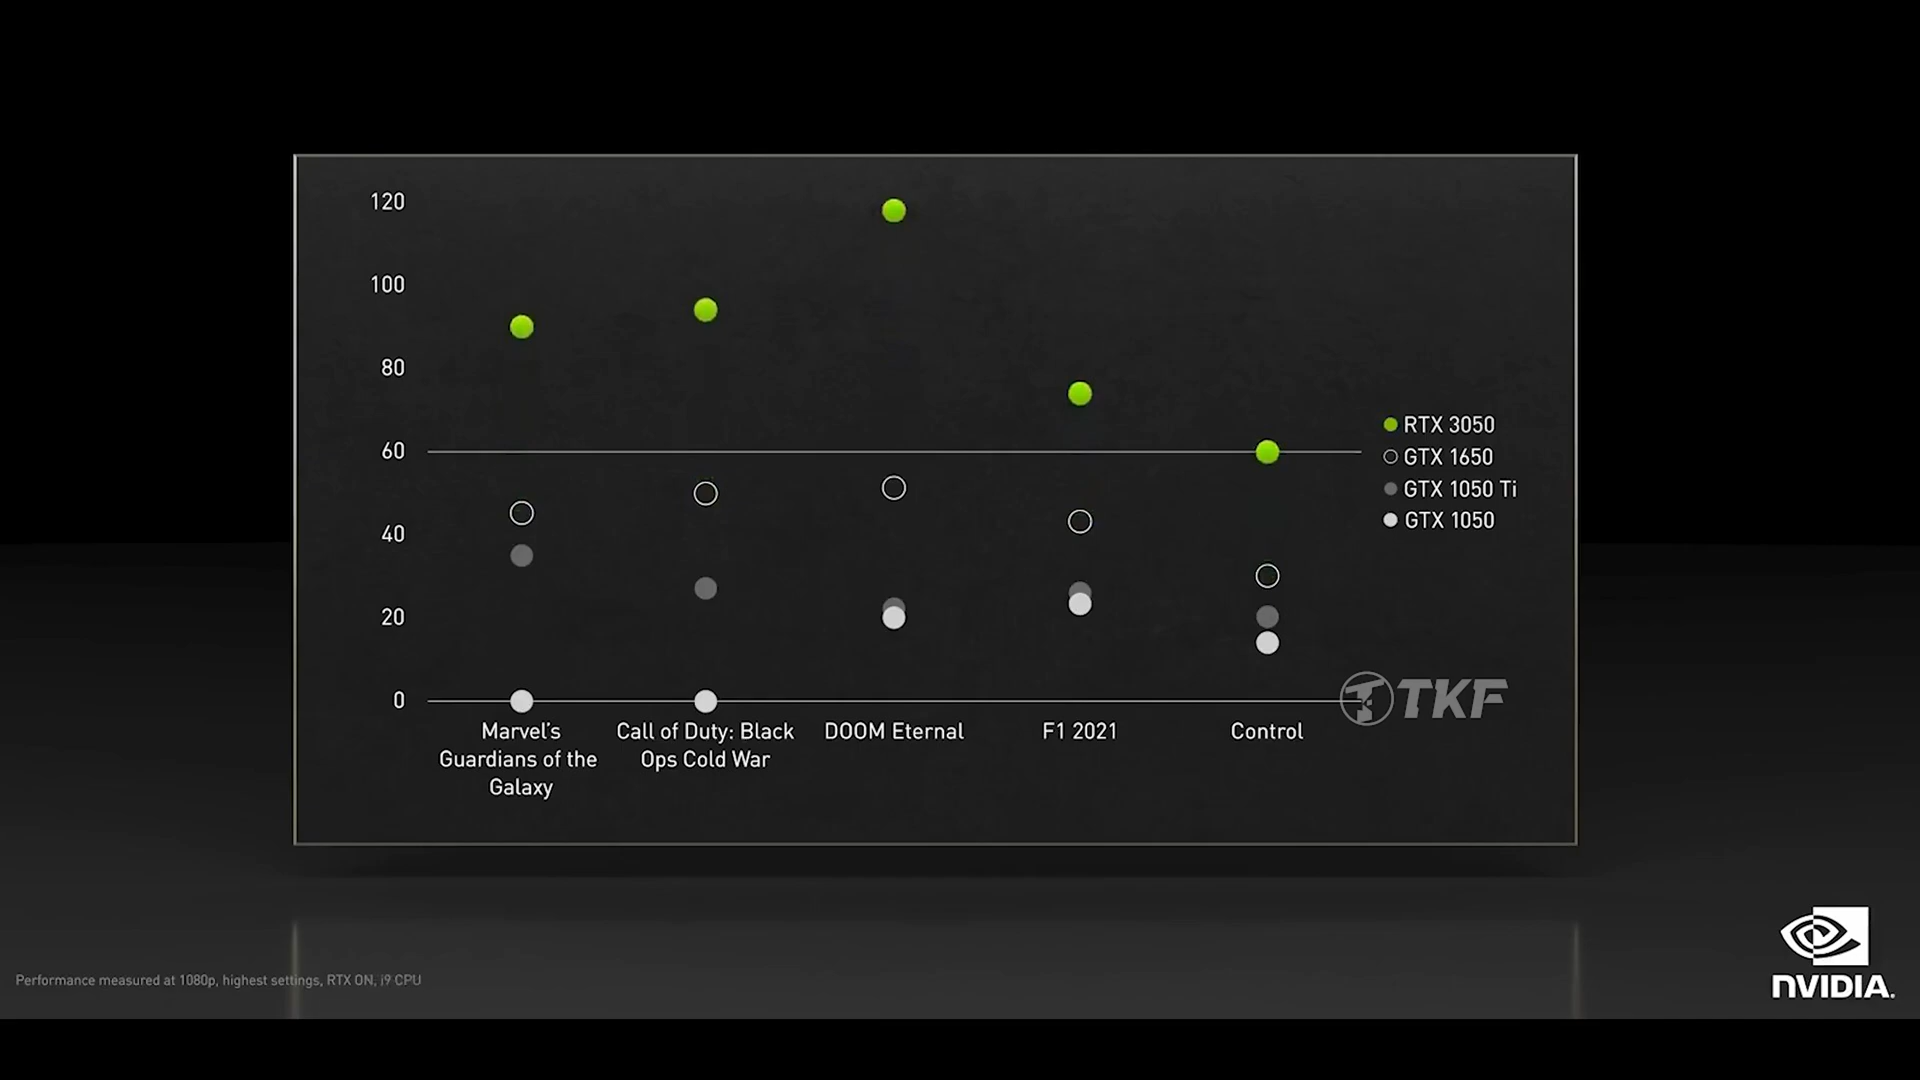 120
100
80
60
40
20
0
RTX 3050
GTX 1650
GTX 1050 Ti
GTX 1050
Marvel's
Guardians of the
Galaxy
Call of Duty: Black
Ops Cold War
DOOM Eternal
F1 2021
Control
TKF
Performance measured at 1080p, highest settings, RTX ON, i9 CPU
NVIDIA.